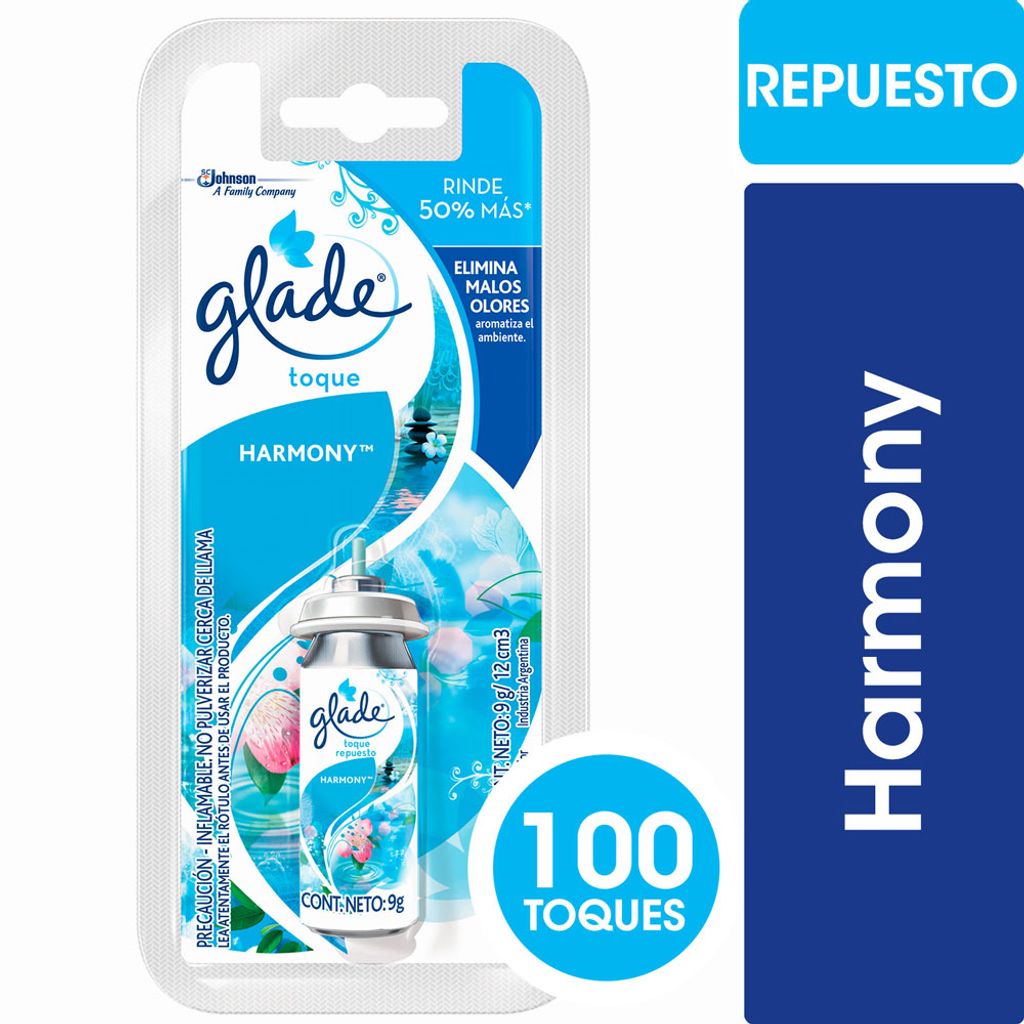 REPUESTO
Harmony
SC Johnson
A Family Company
RINDE
50% MÁS*
glade®
toque
ELIMINA
MALOS
OLORES
aromatiza el
ambiente.
HARMONY™
PRECAUCIÓN - INFLAMABLE. NO PULVERIZAR CERCA DE LLAMA
LEA ATENTAMENTE EL RÓTULO ANTES DE USAR EL PRODUCTO.
NT. NETO: 9 g/ 12 cm3
Industria Argentina
glade
toque
repuesto
HARMONY™
CONT. NETO: 9g
100
TOQUES